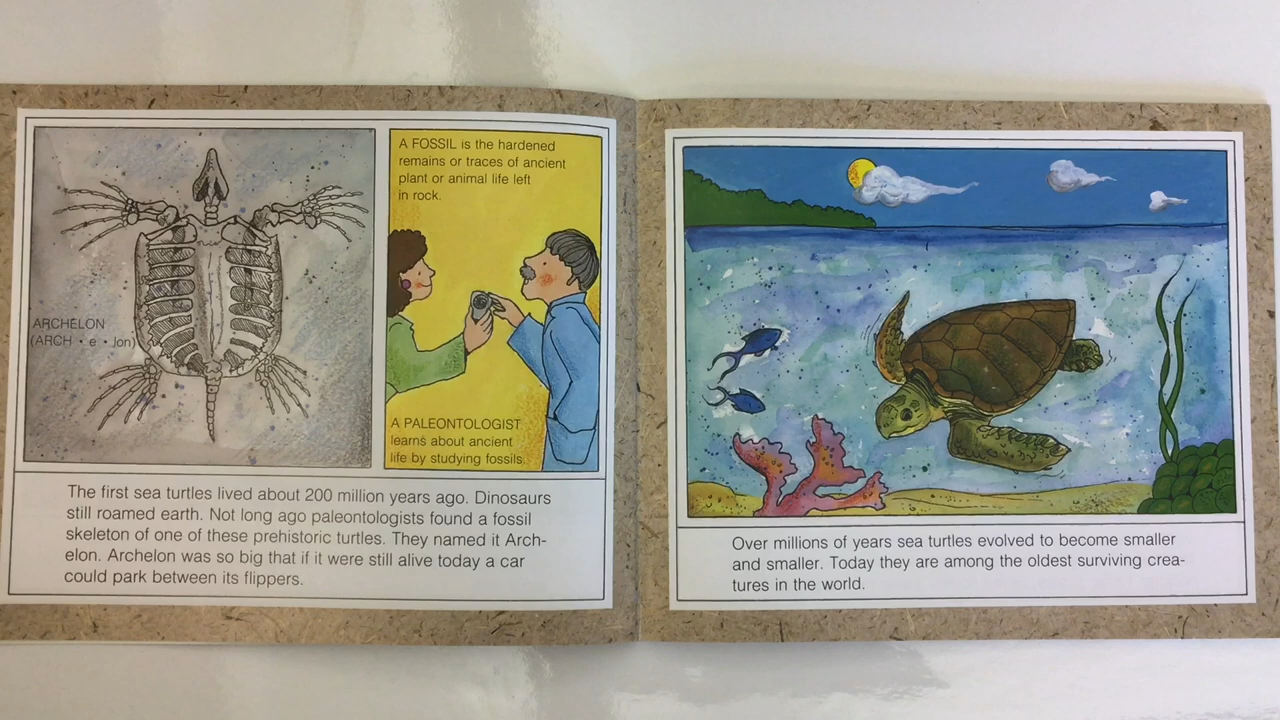 A FOSSIL is the hardened
remains or traces of ancient
plant or animal life left
in rock.
ARCHELON
(ARCH • e • lon)
A PALEONTOLOGIST
learns about ancient
life by studying fossils.
The first sea turtles lived about 200 million years ago. Dinosaurs
still roamed earth. Not long ago paleontologists found a fossil
skeleton of one of these prehistoric turtles. They named it Arch-
elon. Archelon was so big that if it were still alive today a car
could park between its flippers.
Over millions of years sea turtles evolved to become smaller
and smaller. Today they are among the oldest surviving crea-
tures in the world.